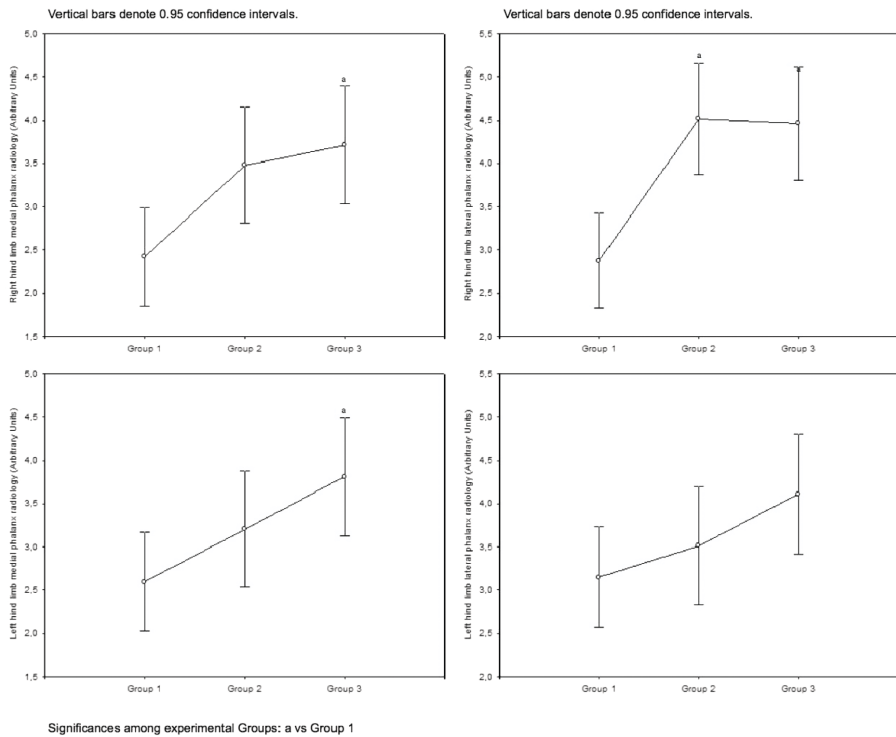 Vertical bars denote 0.95 confidence intervals.
Right hind limb medial phalanx radiology (Arbitrary Units)
5,0
4,5
4,0
3,5
3,0
2,5
2,0
1,5
a
Group 1 Group 2 Group 3
Vertical bars denote 0.95 confidence intervals.
Right hind limb lateral phalanx radiology (Arbitrary Units)
5,5
5,0
4,5
4,0
3,5
3,0
2,5
2,0
a
a
Group 1 Group 2 Group 3
Left hind limb medial phalanx radiology (Arbitrary Units)
5,0
4,5
4,0
3,5
3,0
2,5
2,0
1,5
a
Group 1 Group 2 Group 3
Left hind limb lateral phalanx radiology (Arbitrary Units)
5,5
5,0
4,5
4,0
3,5
3,0
2,5
2,0
Group 1 Group 2 Group 3
Significances among experimental Groups: a vs Group 1